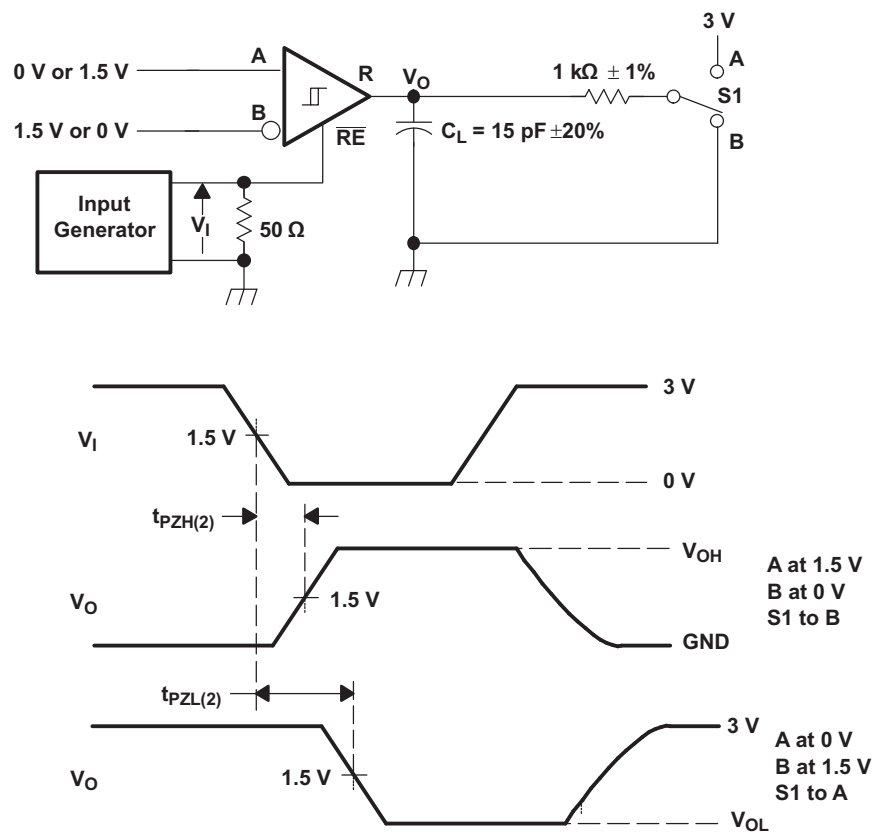 3 V
A
0 V or 1.5 V
A
R
V_O
1 kΩ ± 1%
S1
B
1.5 V or 0 V
R̅E̅
C_L = 15 pF ±20%
B
Input
Generator
V_I
50 Ω
3 V
V_I
1.5 V
0 V
t_PZH(2)
V_OH
A at 1.5 V
B at 0 V
S1 to B
V_O
1.5 V
GND
t_PZL(2)
3 V
A at 0 V
B at 1.5 V
S1 to A
V_O
1.5 V
V_OL